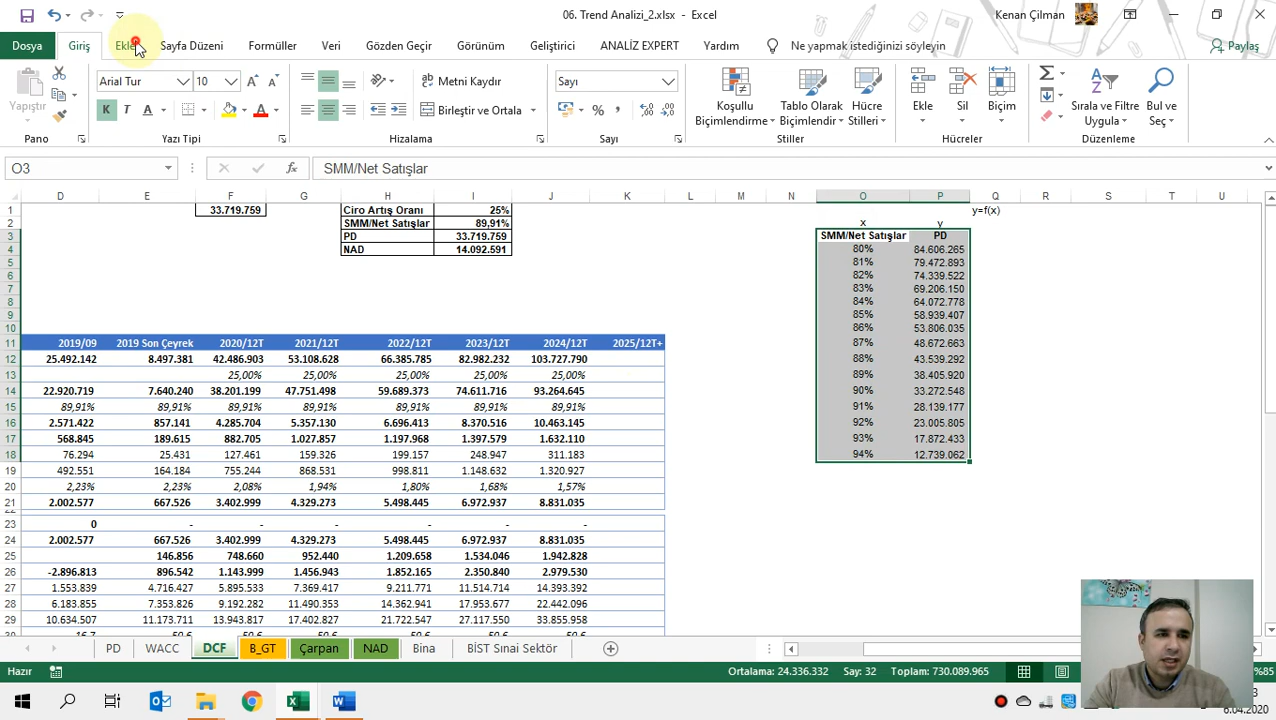 06. Trend Analizi_2.xlsx - Excel
Kenan Çilman
Dosya Giriş Ekle Sayfa Düzeni Formüller Veri Gözden Geçir Görünüm Geliştirici ANALİZ EXPERT Yardım Ne yapmak istediğinizi söyleyin Paylaş
Yapıştır
Pano
Arial Tur 10
K T A
Yazı Tipi
Metni Kaydır
Birleştir ve Ortala
Hizalama
Sayı
Sayı
Koşullu Biçimlendirme
Tablo Olarak Biçimlendir
Hücre Stilleri
Stiller
Ekle Sil Biçim
Hücreler
Sırala ve Filtre Uygula
Bul ve Seç
Düzenleme
O3 fx SMM/Net Satışlar
D E F G H I J K L M N O P Q R S T U
1 33.719.759 Ciro Artış Oranı 25% y=f(x)
2 SMM/Net Satışlar 89,91% x y
3 PD 33.719.759 SMM/Net Satışlar PD
4 NAD 14.092.591 80% 84.606.265
5 81% 79.472.893
6 82% 74.339.522
7 83% 69.206.150
8 84% 64.072.778
9 85% 58.939.407
10 86% 53.806.035
11 2019/09 2019 Son Çeyrek 2020/12T 2021/12T 2022/12T 2023/12T 2024/12T 2025/12T+ 87% 48.672.663
12 25.492.142 8.497.381 42.486.903 53.108.628 66.385.785 82.982.232 103.727.790 88% 43.539.292
13 25,00% 25,00% 25,00% 25,00% 25,00% 89% 38.405.920
14 22.920.719 7.640.240 38.201.199 47.751.498 59.689.373 74.611.716 93.264.645 90% 33.272.548
15 89,91% 89,91% 89,91% 89,91% 89,91% 89,91% 89,91% 91% 28.139.177
16 2.571.422 857.141 4.285.704 5.357.130 6.696.413 8.370.516 10.463.145 92% 23.005.805
17 568.845 189.615 882.705 1.027.857 1.197.968 1.397.579 1.632.110 93% 17.872.433
18 76.294 25.431 127.461 159.326 199.157 248.947 311.183 94% 12.739.062
19 492.551 164.184 755.244 868.531 998.811 1.148.632 1.320.927
20 2,23% 2,23% 2,08% 1,94% 1,80% 1,68% 1,57%
21 2.002.577 667.526 3.402.999 4.329.273 5.498.445 6.972.937 8.831.035
23 0 - - - - - -
24 2.002.577 667.526 3.402.999 4.329.273 5.498.445 6.972.937 8.831.035
25 146.856 748.660 952.440 1.209.658 1.534.046 1.942.828
26 -2.896.813 896.542 1.143.999 1.456.943 1.852.165 2.350.840 2.979.530
27 1.553.839 4.716.427 5.895.533 7.369.417 9.211.771 11.514.714 14.393.392
28 6.183.855 7.353.826 9.192.282 11.490.353 14.362.941 17.953.677 22.442.096
29 10.634.507 11.173.711 13.943.817 17.402.827 21.722.547 27.117.550 33.855.958
PD WACC DCF B_GT Çarpan NAD Bina BİST Sınai Sektör
Hazır Ortalama: 24.336.332 Say: 32 Toplam: 730.089.965 %85
6.04.2020